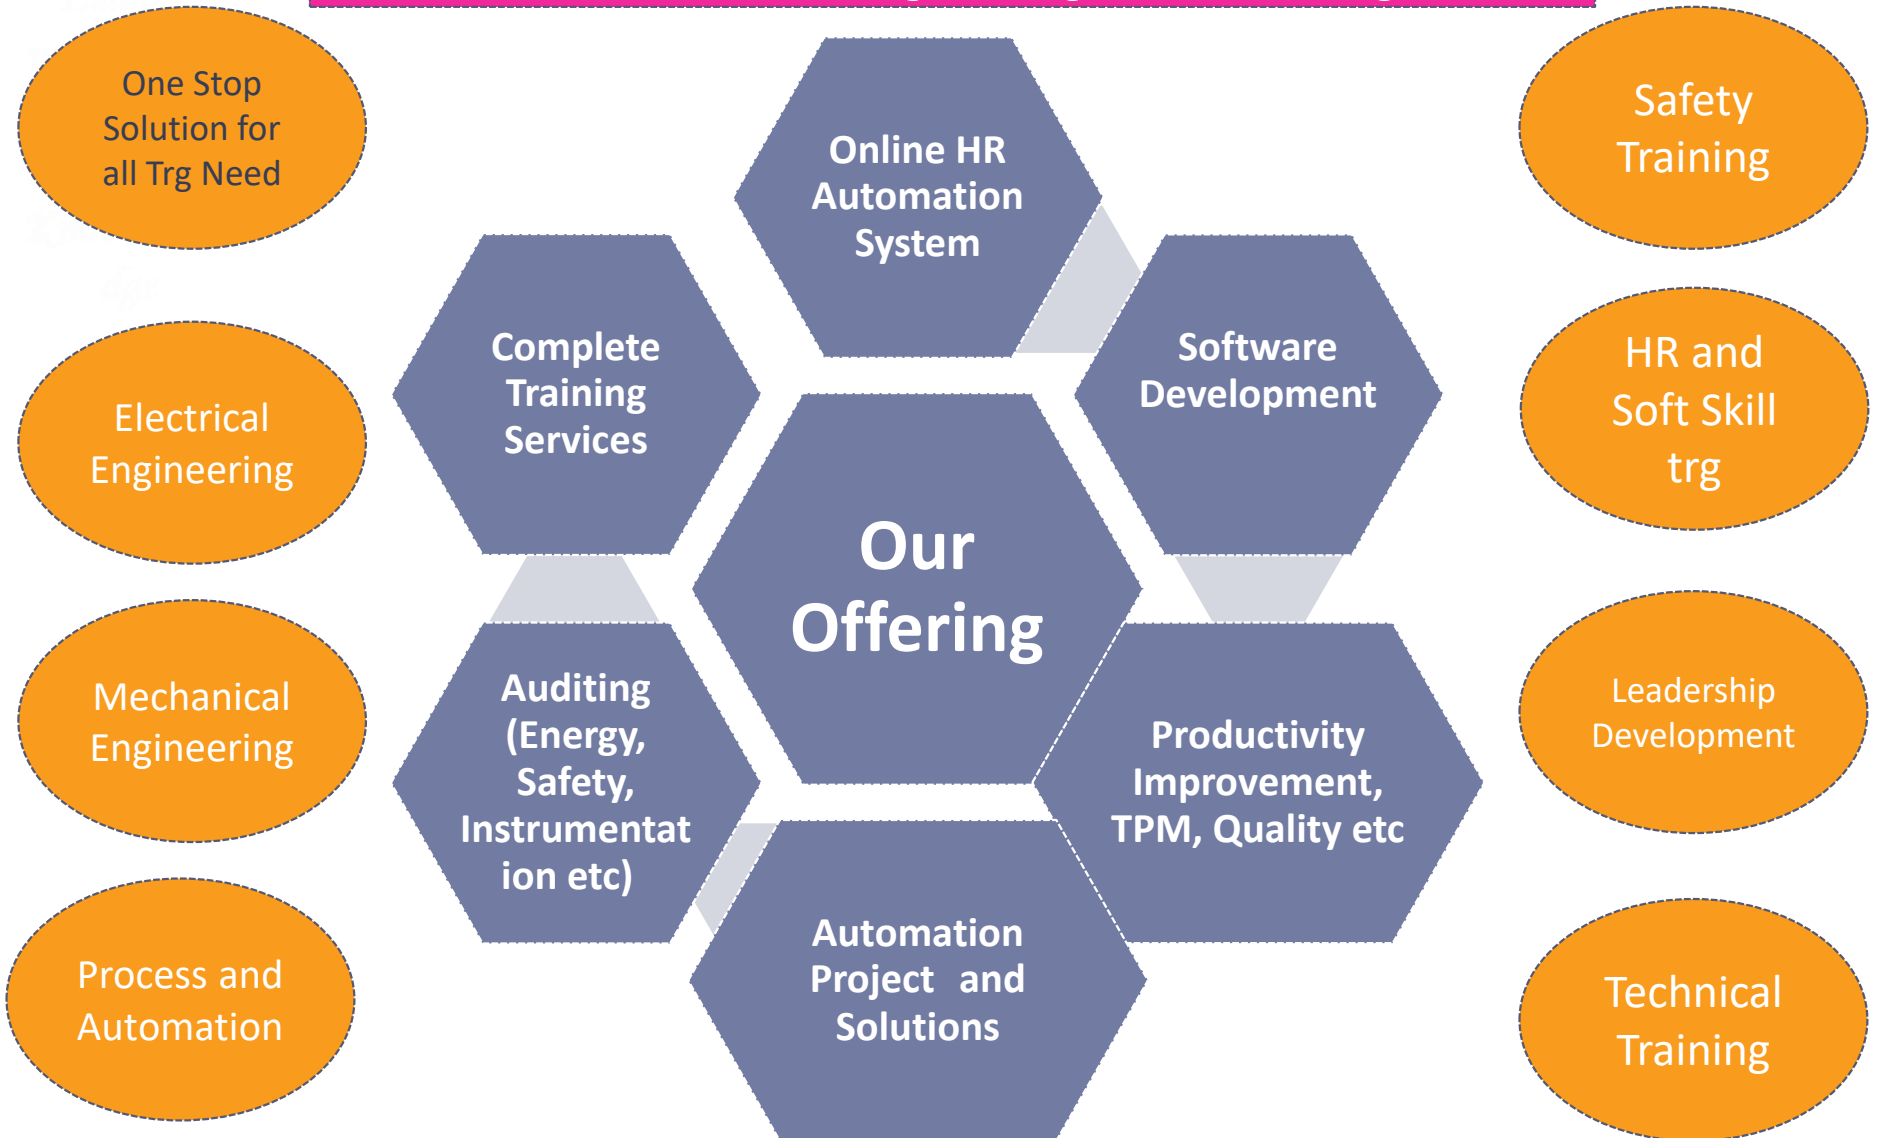 One Stop
Solution for
all Trg Need
Electrical
Engineering
Mechanical
Engineering
Process and
Automation
Online HR
Automation
System
Complete
Training
Services
Software
Development
Our
Offering
Auditing
(Energy,
Safety,
Instrumentat
ion etc)
Productivity
Improvement,
TPM, Quality etc
Automation
Project and
Solutions
Safety
Training
HR and
Soft Skill
trg
Leadership
Development
Technical
Training